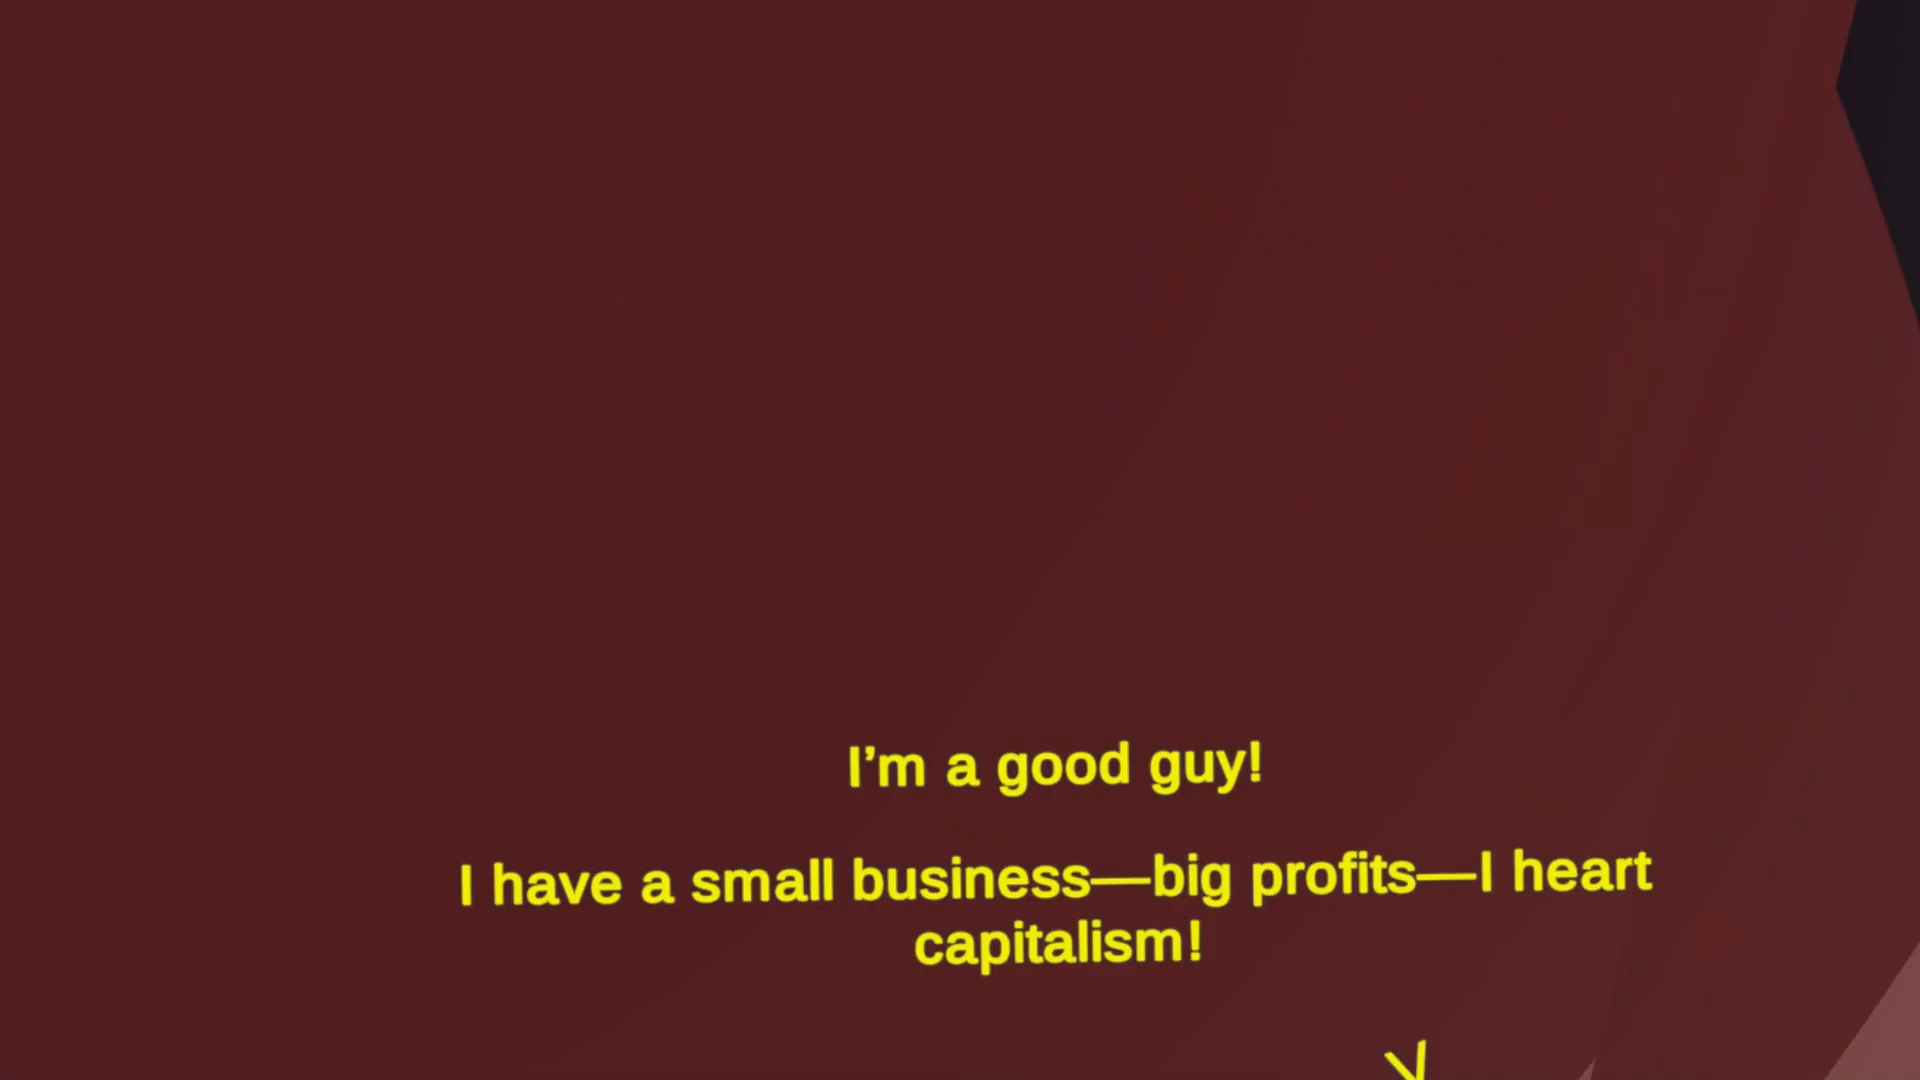 I’m a good guy!
I have a small business—big profits—I heart
capitalism!